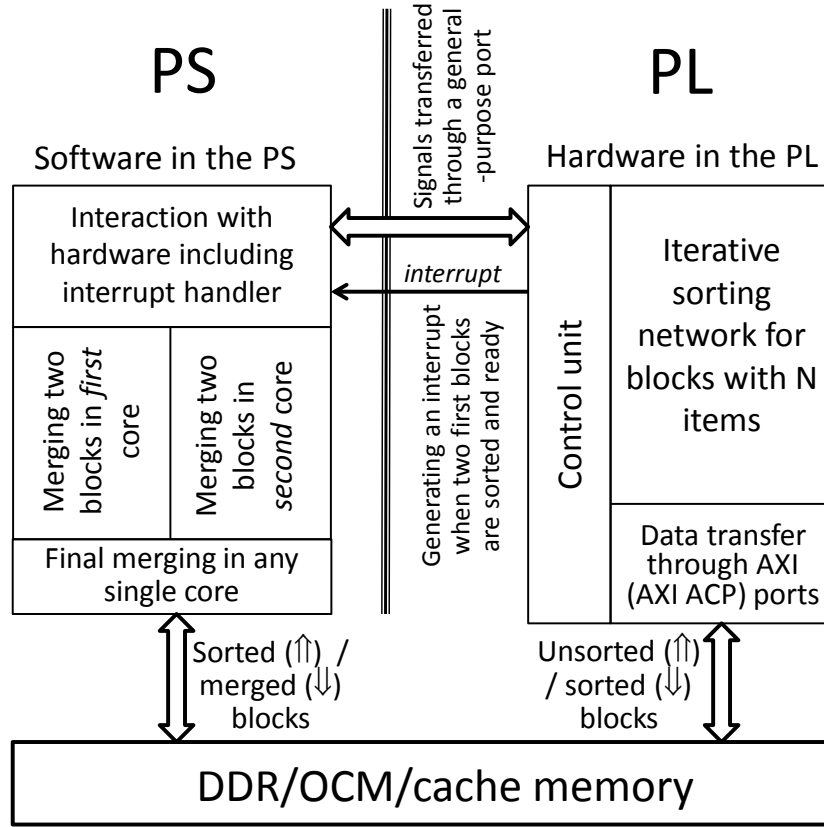 PS
Software in the PS
Interaction with
hardware including
interrupt handler
Merging two
blocks in first
core
Merging two
blocks in
second core
Final merging in any
single core
Signals transferred
through a general
-purpose port
interrupt
Generating an interrupt
when two first blocks
are sorted and ready
PL
Hardware in the PL
Control unit
Iterative
sorting
network for
blocks with N
items
Data transfer
through AXI
(AXI ACP) ports
Sorted (⇑) /
merged (⇓)
blocks
Unsorted (⇑)
/ sorted (⇓)
blocks
DDR/OCM/cache memory